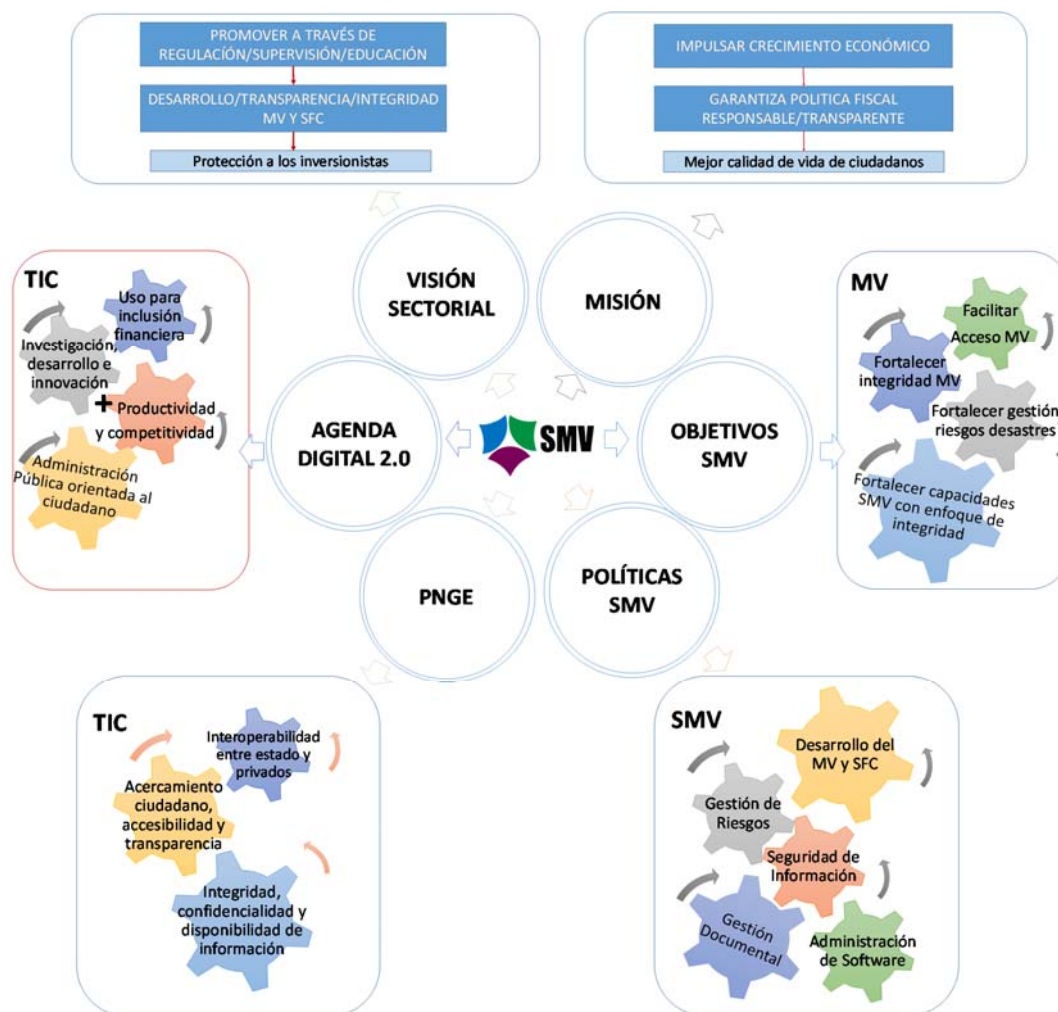 PROMOVER A TRAVÉS DE
REGULACIÓN/SUPERVISIÓN/EDUCACIÓN
DESARROLLO/TRANSPARENCIA/INTEGRIDAD
MV Y SFC
Protección a los inversionistas
IMPULSAR CRECIMIENTO ECONÓMICO
GARANTIZA POLITICA FISCAL
RESPONSABLE/TRANSPARENTE
Mejor calidad de vida de ciudadanos
VISIÓN
SECTORIAL
MISIÓN
TIC
Uso para
inclusión
financiera
Investigación,
desarrollo e
innovación
+
Productividad
y competitividad
Administración
Pública orientada al
ciudadano
AGENDA
DIGITAL 2.0
SMV
OBJETIVOS
SMV
MV
Facilitar
Acceso MV
Fortalecer
integridad MV
Fortalecer gestión
riesgos desastres
Fortalecer capacidades
SMV con enfoque de
integridad
PNGE
POLÍTICAS
SMV
TIC
Interoperabilidad
entre estado y
privados
Acercamiento
ciudadano,
accesibilidad y
transparencia
Integridad,
confidencialidad y
disponibilidad de
información
SMV
Desarrollo del
MV y SFC
Gestión de
Riesgos
Seguridad de
Información
Gestión
Documental
Administración
de Software